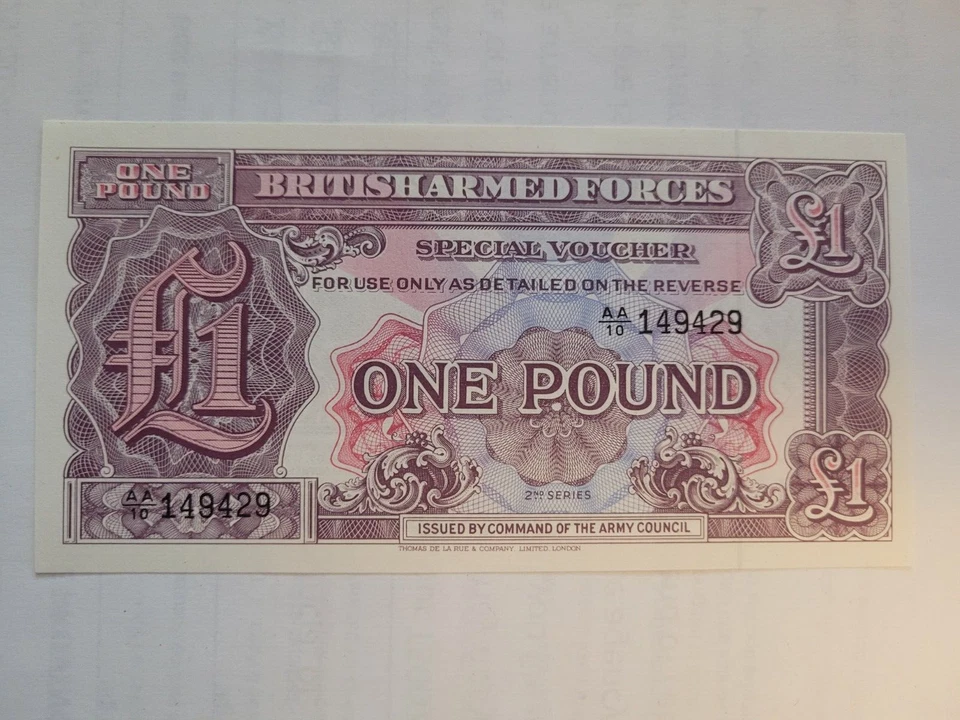 ONE
POUND
BRITISH ARMED FORCES
£1
SPECIAL VOUCHER
FOR USE ONLY AS DETAILED ON THE REVERSE
AA/10 149429
£1
ONE POUND
£1
2ND SERIES
AA/10 149429
ISSUED BY COMMAND OF THE ARMY COUNCIL
THOMAS DE LA RUE & COMPANY, LIMITED, LONDON